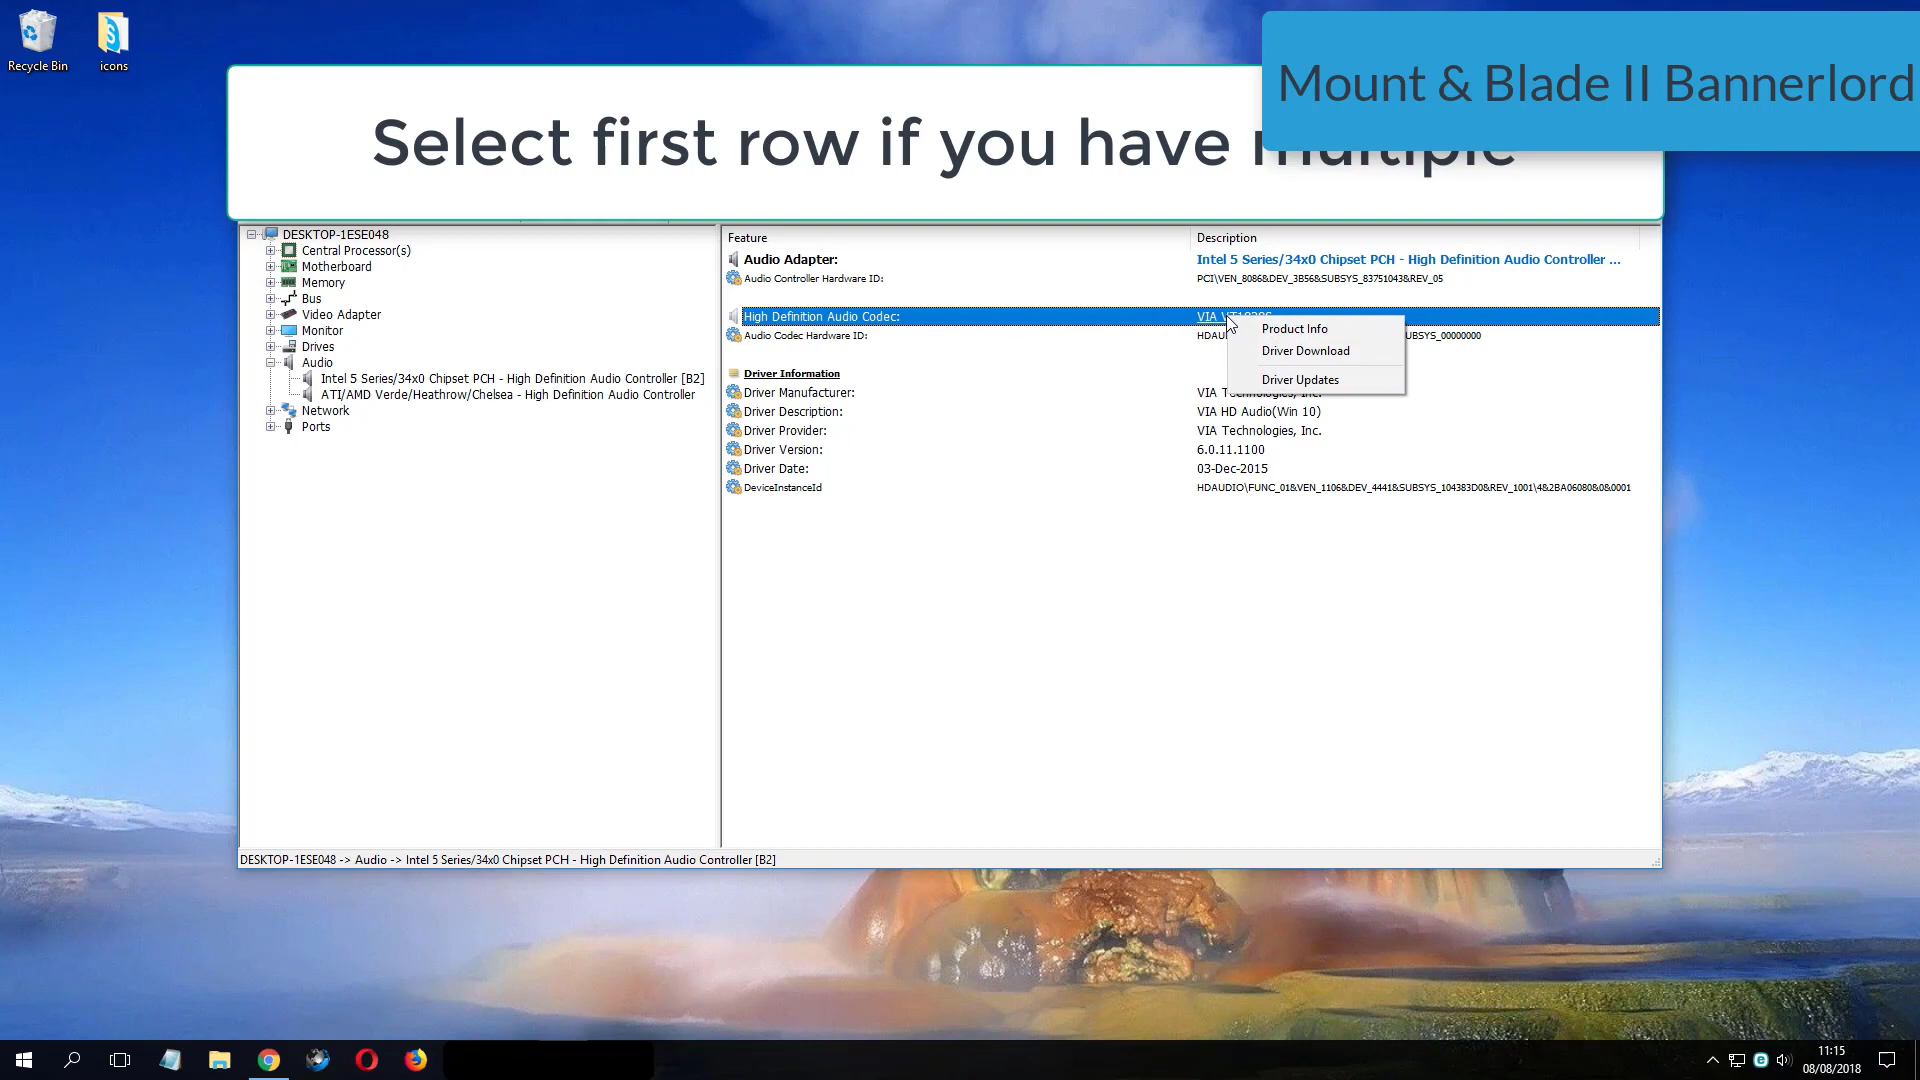 Recycle Bin
icons
Mount & Blade II Bannerlord
Select first row if you have multiple
DESKTOP-1ESE048
Central Processor(s)
Motherboard
Memory
Bus
Video Adapter
Monitor
Drives
Audio
Intel 5 Series/34x0 Chipset PCH - High Definition Audio Controller [B2]
ATI/AMD Verde/Heathrow/Chelsea - High Definition Audio Controller
Network
Ports
Feature Description
Audio Adapter: Intel 5 Series/34x0 Chipset PCH - High Definition Audio Controller ...
Audio Controller Hardware ID: PCI\VEN_8086&DEV_3B56&SUBSYS_83751043&REV_05
High Definition Audio Codec: VIA
Audio Codec Hardware ID: HDAU UBSYS_00000000
Product Info
Driver Download
Driver Updates
Driver Information
Driver Manufacturer: VIA Technologies, Inc.
Driver Description: VIA HD Audio(Win 10)
Driver Provider: VIA Technologies, Inc.
Driver Version: 6.0.11.1100
Driver Date: 03-Dec-2015
DeviceInstanceId HDAUDIO\FUNC_01&VEN_1106&DEV_4441&SUBSYS_104383D0&REV_1001\4&2BA06080&0&0001
DESKTOP-1ESE048 -> Audio -> Intel 5 Series/34x0 Chipset PCH - High Definition Audio Controller [B2]
11:15
08/08/2018